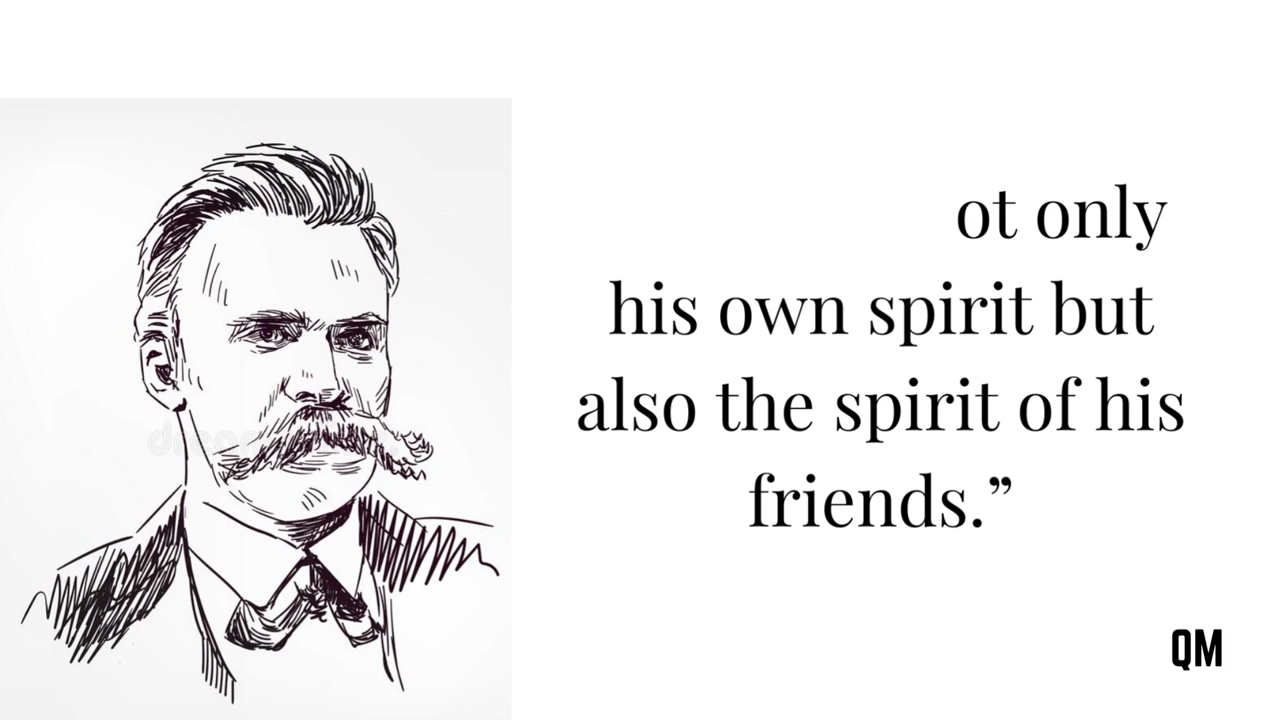 ot only
his own spirit but
also the spirit of his
friends.”
QM